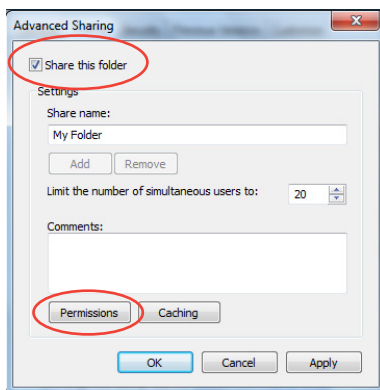 Advanced Sharing
Share this folder
Settings
Share name:
My Folder
Add Remove
Limit the number of simultaneous users to: 20
Comments:
Permissions Caching
OK Cancel Apply